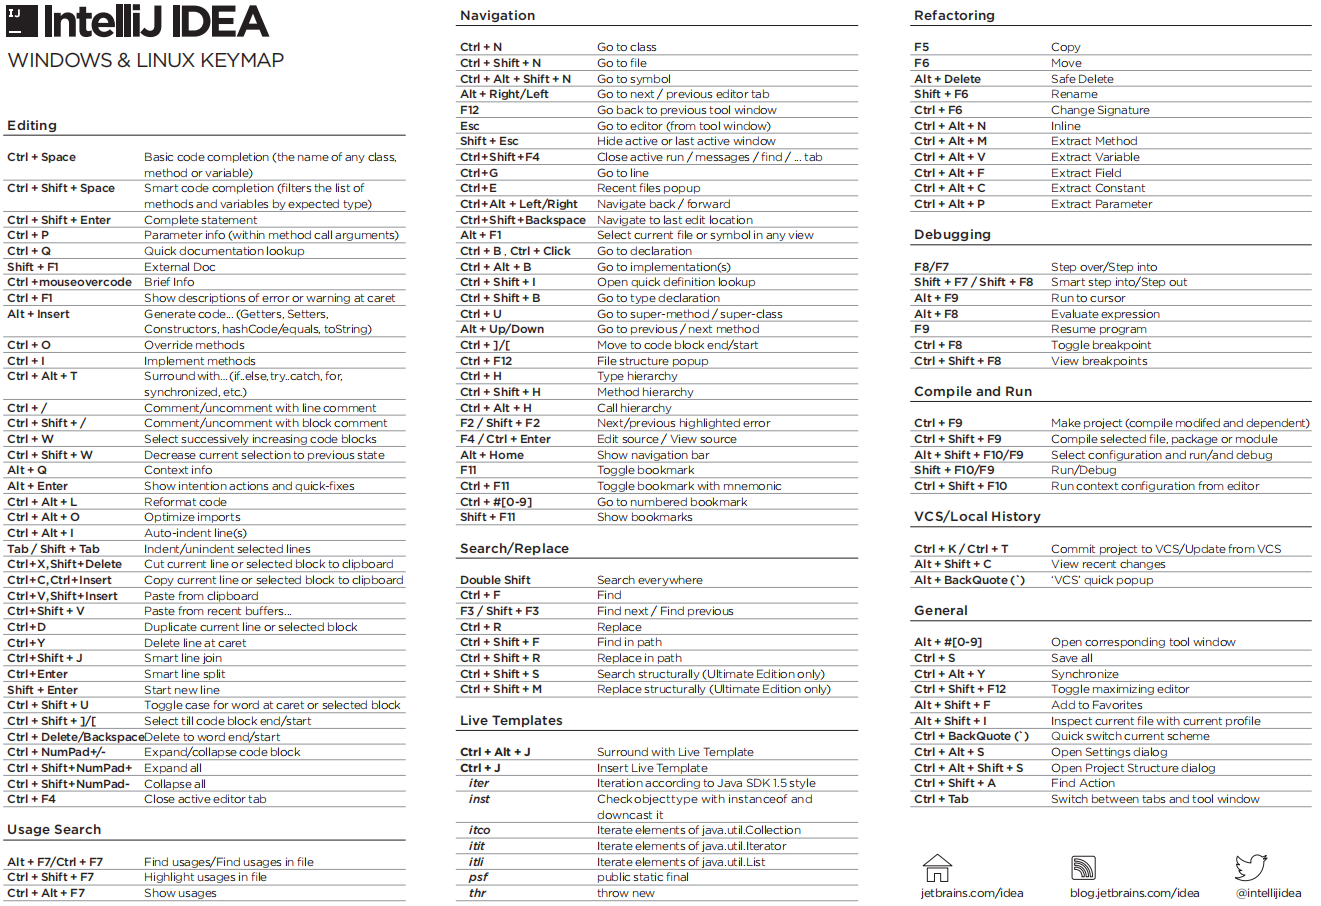 IJ IntelliJ IDEA
WINDOWS & LINUX KEYMAP
Editing
Ctrl + Space Basic code completion (the name of any class,
method or variable)
Ctrl + Shift + Space Smart code completion (filters the list of
methods and variables by expected type)
Ctrl + Shift + Enter Complete statement
Ctrl + P Parameter info (within method call arguments)
Ctrl + Q Quick documentation lookup
Shift + F1 External Doc
Ctrl +mouseovercode Brief Info
Ctrl + F1 Show descriptions of error or warning at caret
Alt + Insert Generate code... (Getters, Setters,
Constructors, hashCode/equals, toString)
Ctrl + O Override methods
Ctrl + I Implement methods
Ctrl + Alt + T Surround with...(if..else,try..catch, for,
synchronized, etc.)
Ctrl + / Comment/uncomment with line comment
Ctrl + Shift + / Comment/uncomment with block comment
Ctrl + W Select successively increasing code blocks
Ctrl + Shift + W Decrease current selection to previous state
Alt + Q Context info
Alt + Enter Show intention actions and quick-fixes
Ctrl + Alt + L Reformat code
Ctrl + Alt + O Optimize imports
Ctrl + Alt + I Auto-indent line(s)
Tab / Shift + Tab Indent/unindent selected lines
Ctrl+X,Shift+Delete Cut current line or selected block to clipboard
Ctrl+C,Ctrl+Insert Copy current line or selected block to clipboard
Ctrl+V,Shift+Insert Paste from clipboard
Ctrl+Shift + V Paste from recent buffers...
Ctrl+D Duplicate current line or selected block
Ctrl+Y Delete line at caret
Ctrl+Shift + J Smart line join
Ctrl+Enter Smart line split
Shift + Enter Start new line
Ctrl + Shift + U Toggle case for word at caret or selected block
Ctrl + Shift + ]/[ Select till code block end/start
Ctrl + Delete/Backspace Delete to word end/start
Ctrl + NumPad+/- Expand/collapse code block
Ctrl + Shift+NumPad+ Expand all
Ctrl + Shift+NumPad- Collapse all
Ctrl + F4 Close active editor tab
Usage Search
Alt + F7/Ctrl + F7 Find usages/Find usages in file
Ctrl + Shift + F7 Highlight usages in file
Ctrl + Alt + F7 Show usages
Navigation
Ctrl + N Go to class
Ctrl + Shift + N Go to file
Ctrl + Alt + Shift + N Go to symbol
Alt + Right/Left Go to next / previous editor tab
F12 Go back to previous tool window
Esc Go to editor (from tool window)
Shift + Esc Hide active or last active window
Ctrl+Shift+F4 Close active run / messages / find / ... tab
Ctrl+G Go to line
Ctrl+E Recent files popup
Ctrl+Alt + Left/Right Navigate back / forward
Ctrl+Shift+Backspace Navigate to last edit location
Alt + F1 Select current file or symbol in any view
Ctrl + B , Ctrl + Click Go to declaration
Ctrl + Alt + B Go to implementation(s)
Ctrl + Shift + I Open quick definition lookup
Ctrl + Shift + B Go to type declaration
Ctrl + U Go to super-method / super-class
Alt + Up/Down Go to previous / next method
Ctrl + ]/[ Move to code block end/start
Ctrl + F12 File structure popup
Ctrl + H Type hierarchy
Ctrl + Shift + H Method hierarchy
Ctrl + Alt + H Call hierarchy
F2 / Shift + F2 Next/previous highlighted error
F4 / Ctrl + Enter Edit source / View source
Alt + Home Show navigation bar
F11 Toggle bookmark
Ctrl + F11 Toggle bookmark with mnemonic
Ctrl + #[0-9] Go to numbered bookmark
Shift + F11 Show bookmarks
Search/Replace
Double Shift Search everywhere
Ctrl + F Find
F3 / Shift + F3 Find next / Find previous
Ctrl + R Replace
Ctrl + Shift + F Find in path
Ctrl + Shift + R Replace in path
Ctrl + Shift + S Search structurally (Ultimate Edition only)
Ctrl + Shift + M Replace structurally (Ultimate Edition only)
Live Templates
Ctrl + Alt + J Surround with Live Template
Ctrl + J Insert Live Template
iter Iteration according to Java SDK 1.5 style
inst Check object type with instanceof and
downcast it
itco Iterate elements of java.util.Collection
itit Iterate elements of java.util.Iterator
itli Iterate elements of java.util.List
psf public static final
thr throw new
Refactoring
F5 Copy
F6 Move
Alt + Delete Safe Delete
Shift + F6 Rename
Ctrl + F6 Change Signature
Ctrl + Alt + N Inline
Ctrl + Alt + M Extract Method
Ctrl + Alt + V Extract Variable
Ctrl + Alt + F Extract Field
Ctrl + Alt + C Extract Constant
Ctrl + Alt + P Extract Parameter
Debugging
F8/F7 Step over/Step into
Shift + F7 / Shift + F8 Smart step into/Step out
Alt + F9 Run to cursor
Alt + F8 Evaluate expression
F9 Resume program
Ctrl + F8 Toggle breakpoint
Ctrl + Shift + F8 View breakpoints
Compile and Run
Ctrl + F9 Make project (compile modifed and dependent)
Ctrl + Shift + F9 Compile selected file, package or module
Alt + Shift + F10/F9 Select configuration and run/and debug
Shift + F10/F9 Run/Debug
Ctrl + Shift + F10 Run context configuration from editor
VCS/Local History
Ctrl + K / Ctrl + T Commit project to VCS/Update from VCS
Alt + Shift + C View recent changes
Alt + BackQuote (`) ‘VCS’ quick popup
General
Alt + #[0-9] Open corresponding tool window
Ctrl + S Save all
Ctrl + Alt + Y Synchronize
Ctrl + Shift + F12 Toggle maximizing editor
Alt + Shift + F Add to Favorites
Alt + Shift + I Inspect current file with current profile
Ctrl + BackQuote (`) Quick switch current scheme
Ctrl + Alt + S Open Settings dialog
Ctrl + Alt + Shift + S Open Project Structure dialog
Ctrl + Shift + A Find Action
Ctrl + Tab Switch between tabs and tool window
jetbrains.com/idea blog.jetbrains.com/idea @intellijidea